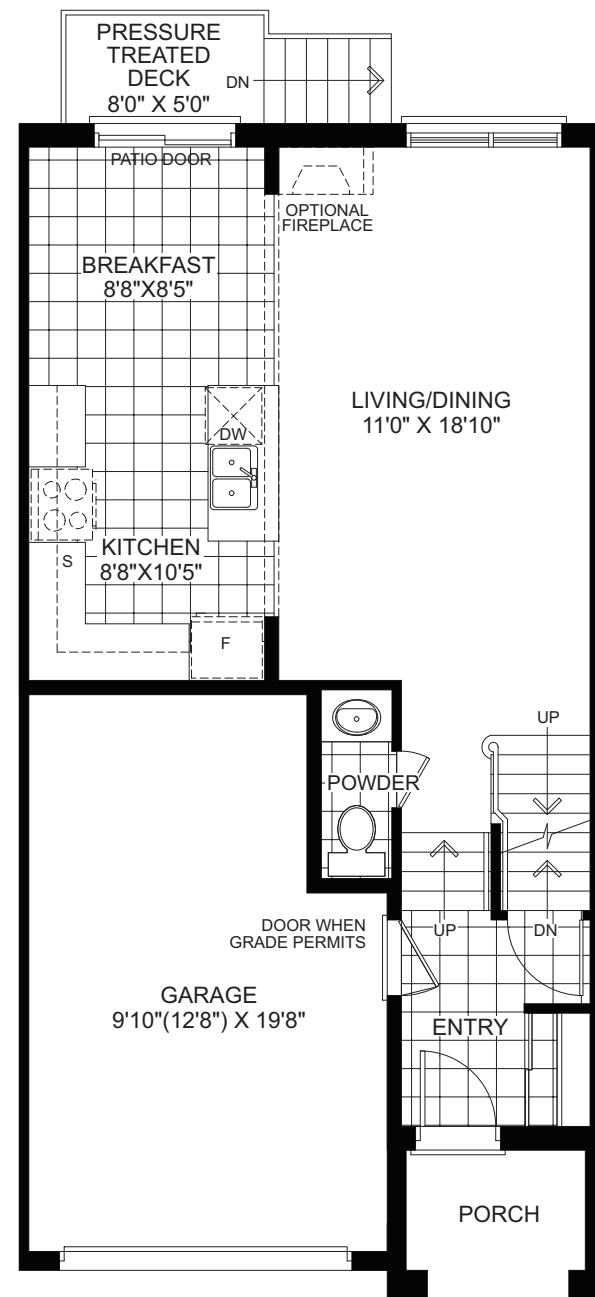 PRESSURE
TREATED
DECK
8'0" X 5'0"
DN
PATIO DOOR
OPTIONAL
FIREPLACE
BREAKFAST
8'8"X8'5"
LIVING/DINING
11'0" X 18'10"
DW
KITCHEN
8'8"X10'5"
S
F
UP
POWDER
DOOR WHEN
GRADE PERMITS
UP
DN
GARAGE
9'10"(12'8") X 19'8"
ENTRY
PORCH